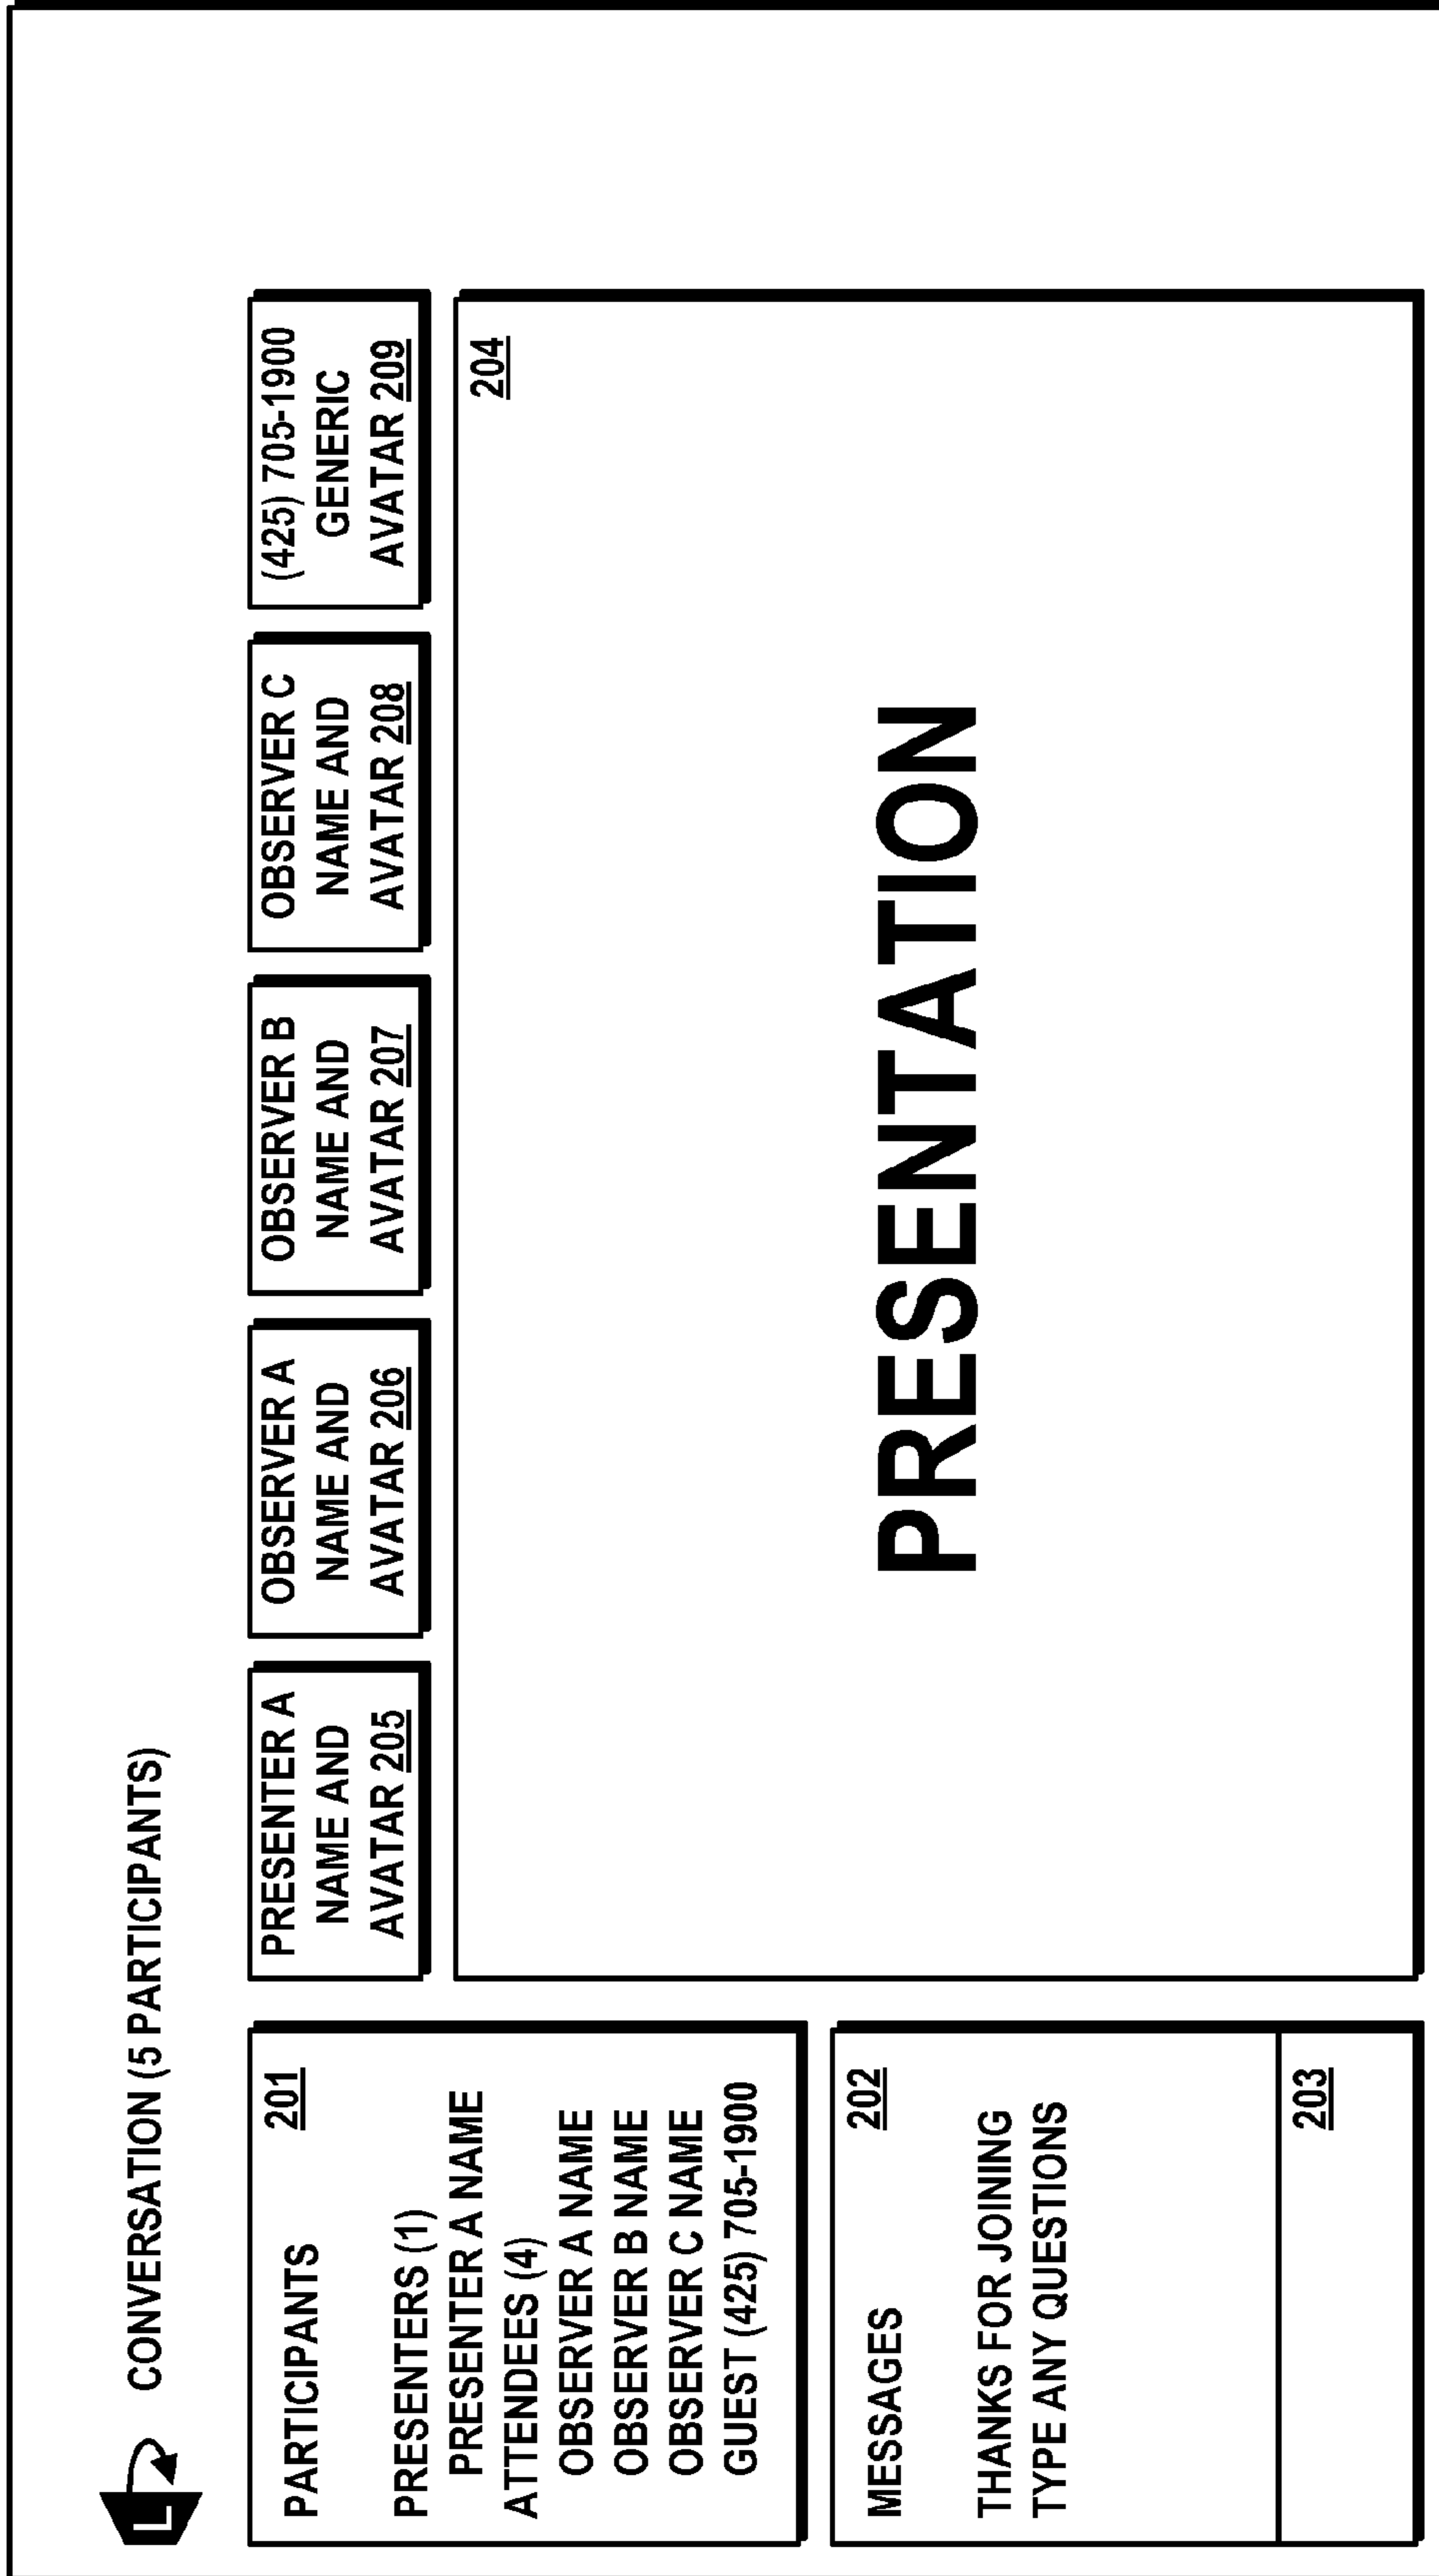 L
CONVERSATION (5 PARTICIPANTS)
PARTICIPANTS 201
PRESENTERS (1)
PRESENTER A NAME
ATTENDEES (4)
OBSERVER A NAME
OBSERVER B NAME
OBSERVER C NAME
GUEST (425) 705-1900
MESSAGES 202
THANKS FOR JOINING
TYPE ANY QUESTIONS
203
PRESENTER A
NAME AND
AVATAR 205
OBSERVER A
NAME AND
AVATAR 206
OBSERVER B
NAME AND
AVATAR 207
OBSERVER C
NAME AND
AVATAR 208
(425) 705-1900
GENERIC
AVATAR 209
204
PRESENTATION